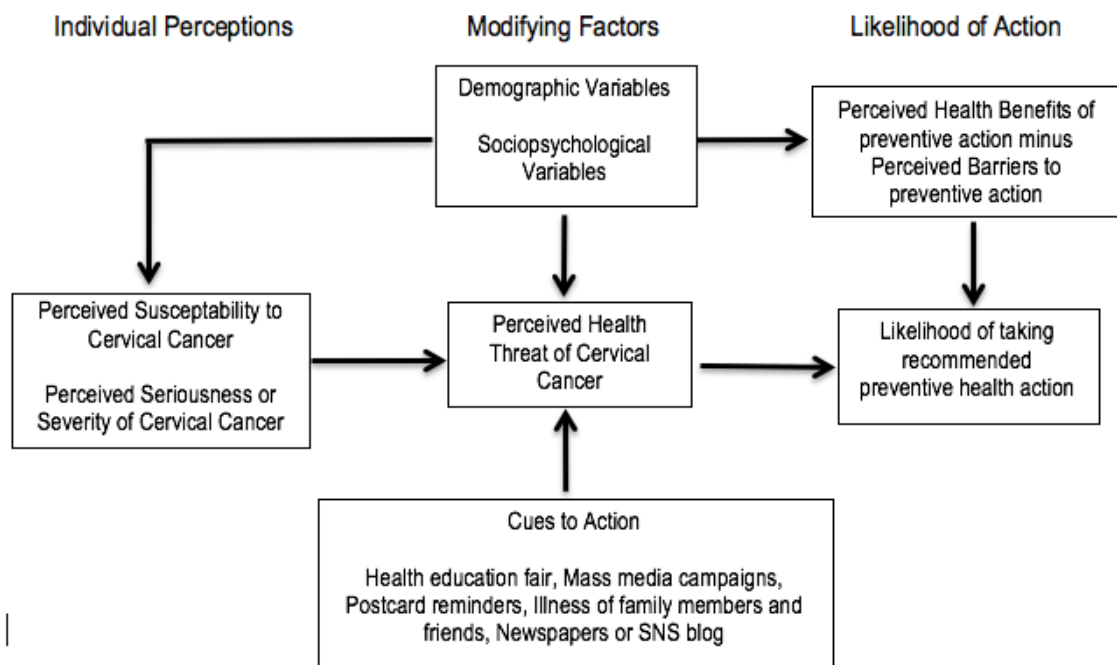 Individual Perceptions
Modifying Factors
Likelihood of Action
Demographic Variables
Sociopsychological
Variables
Perceived Health Benefits of
preventive action minus
Perceived Barriers to
preventive action
Perceived Susceptability to
Cervical Cancer
Perceived Seriousness or
Severity of Cervical Cancer
Perceived Health
Threat of Cervical
Cancer
Likelihood of taking
recommended
preventive health action
Cues to Action
Health education fair, Mass media campaigns,
Postcard reminders, Illness of family members and
friends, Newspapers or SNS blog